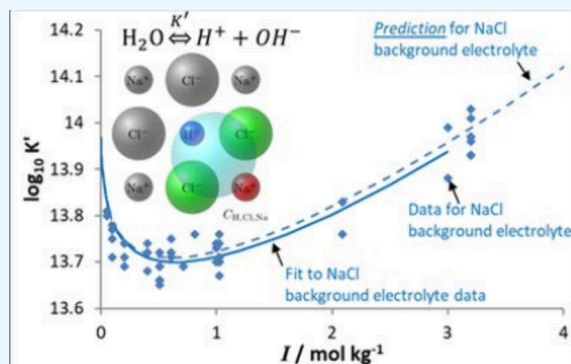 14.2
14.1
14
13.9
13.8
13.7
13.6
log₁₀ K'
K'
H₂O ⇔ H⁺ + OH⁻
Na⁺ Cl⁻ Na⁺
Cl⁻ H⁺ Cl⁻
Na⁺ Cl⁻ Na⁺
C_H,Cl,Na
Prediction for NaCl
background electrolyte
Data for NaCl
background electrolyte
Fit to NaCl
background electrolyte data
0 1 2 3 4
I / mol kg⁻¹